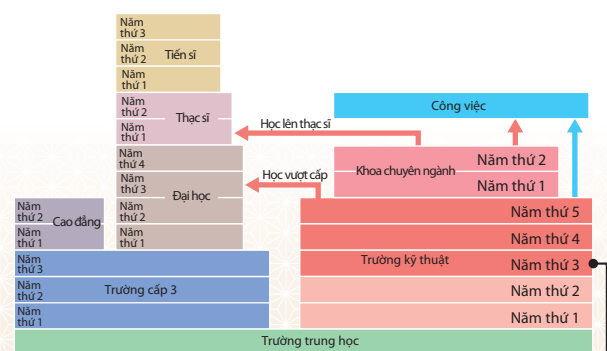 Năm
thứ 3
Năm
thứ 2
Tiến sĩ
Năm
thứ 1
Năm
thứ 2
Thạc sĩ
Năm
thứ 1
Học lên thạc sĩ
Công việc
Năm
thứ 4
Năm
thứ 3
Đại học
Năm
thứ 2
Năm
thứ 1
Học vượt cấp
Khoa chuyên ngành
Năm thứ 2
Năm thứ 1
Năm
thứ 2
Cao đẳng
Năm
thứ 1
Năm thứ 5
Năm thứ 4
Trường kỹ thuật
Năm thứ 3
Năm thứ 2
Năm thứ 1
Năm
thứ 3
Năm
thứ 2
Trường cấp 3
Năm
thứ 1
Trường trung học